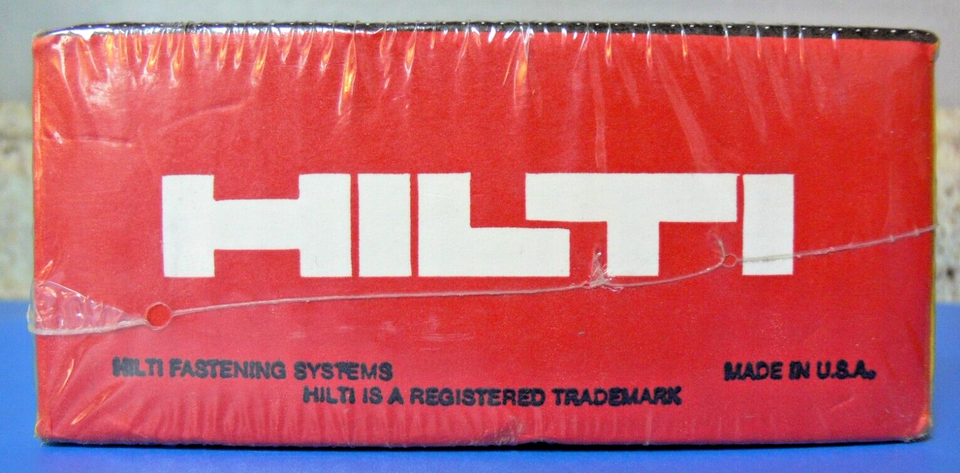 HILTI
HILTI FASTENING SYSTEMS MADE IN U.S.A.
HILTI IS A REGISTERED TRADEMARK